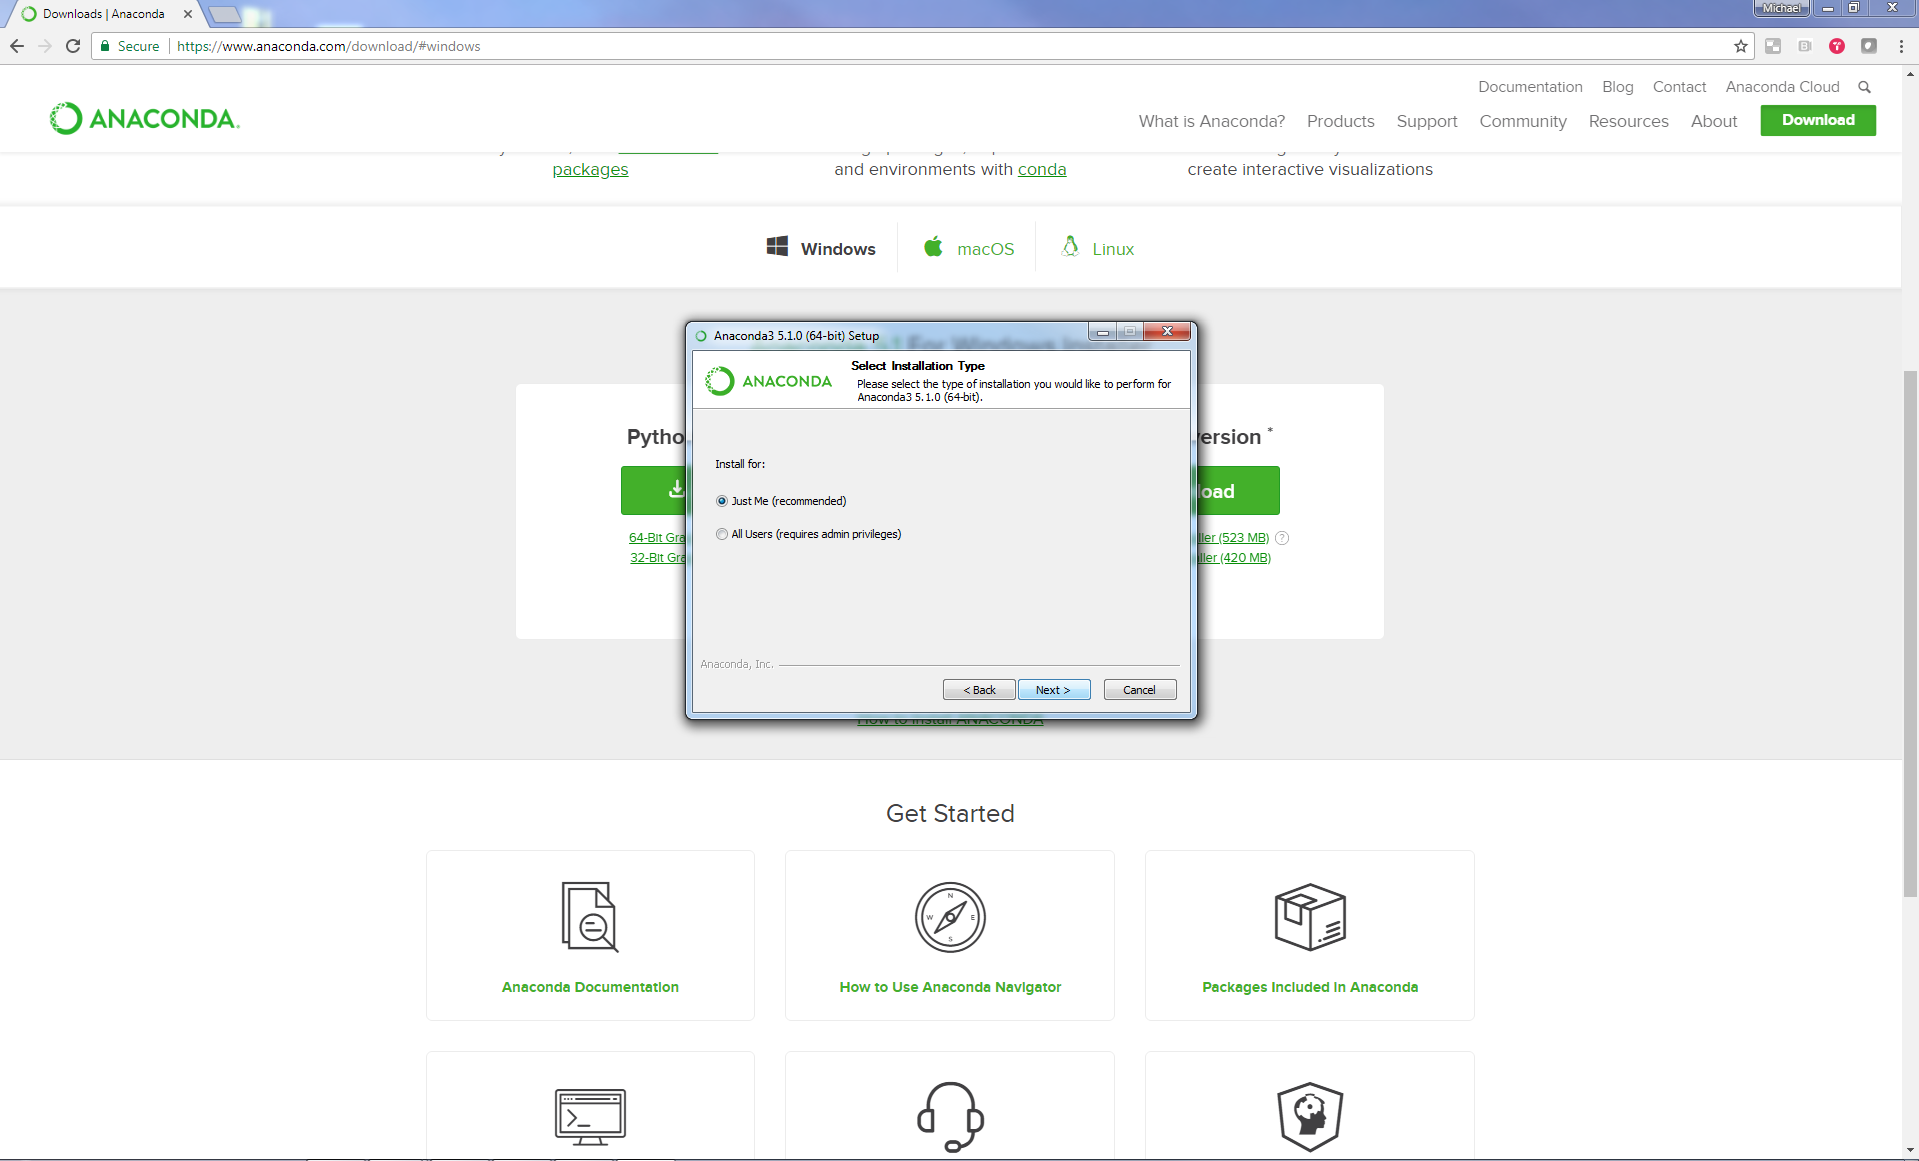 Downloads | Anaconda
Michael
Secure
https://www.anaconda.com/download/#windows
Documentation
Blog
Contact
Anaconda Cloud
ANACONDA
What is Anaconda?
Products
Support
Community
Resources
About
Download
packages
and environments with conda
create interactive visualizations
Windows
macOS
Linux
Anaconda3 5.1.0 (64-bit) Setup
For Windows Installer
ANACONDA
Select Installation Type
Please select the type of installation you would like to perform for
Anaconda3 5.1.0 (64-bit).
Pytho
ersion *
Install for:
Just Me (recommended)
oad
All Users (requires admin privileges)
64-Bit Gra
ller (523 MB) ?
32-Bit Gra
ller (420 MB)
Anaconda, Inc.
< Back
Next >
Cancel
How to Install ANACONDA
Get Started
N
W
E
S
Anaconda Documentation
How to Use Anaconda Navigator
Packages Included in Anaconda